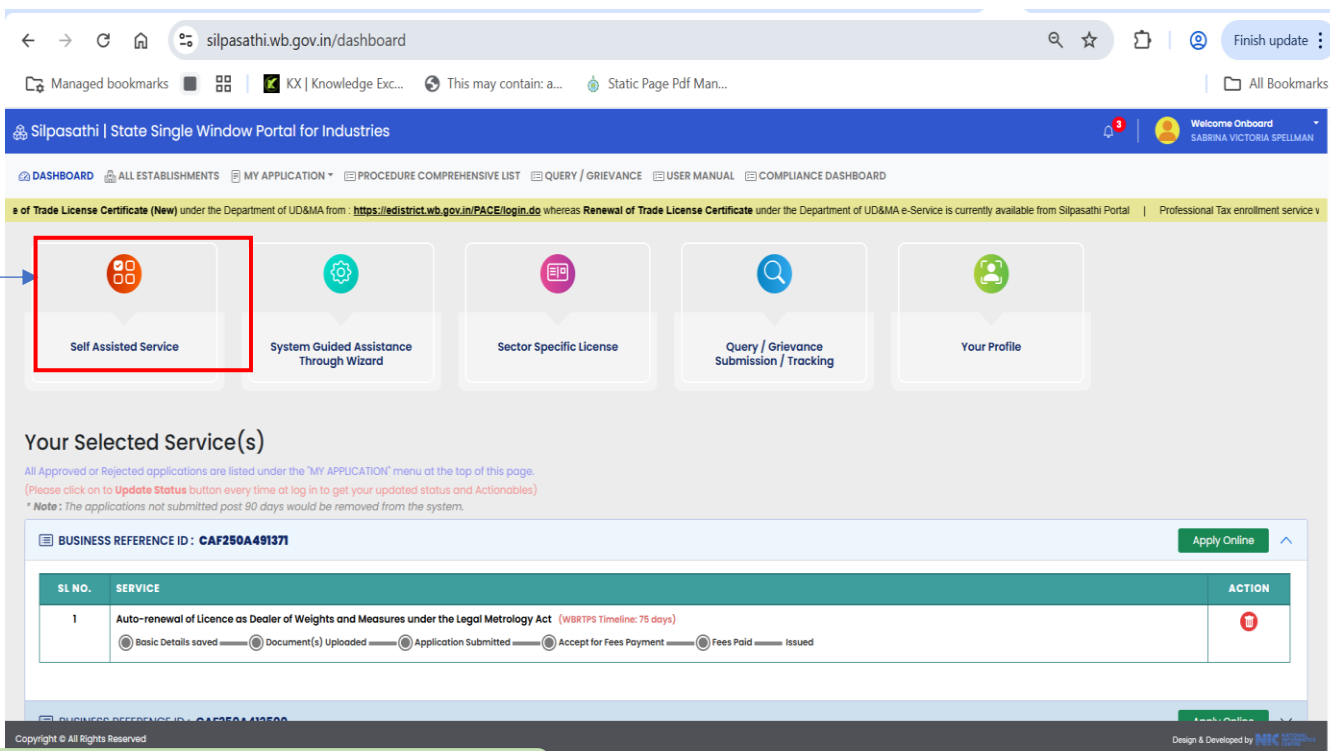 silpasathi.wb.gov.in/dashboard
Finish update
Managed bookmarks
KX | Knowledge Exc...
This may contain: a...
Static Page Pdf Man...
All Bookmarks
Silpasathi | State Single Window Portal for Industries
3
Welcome Onboard
SABRINA VICTORIA SPELLMAN
DASHBOARD ALL ESTABLISHMENTS MY APPLICATION PROCEDURE COMPREHENSIVE LIST QUERY / GRIEVANCE USER MANUAL COMPLIANCE DASHBOARD
e of Trade License Certificate (New) under the Department of UD&MA from : https://edistrict.wb.gov.in/PACE/login.do whereas Renewal of Trade License Certificate under the Department of UD&MA e-Service is currently available from Silpasathi Portal | Professional Tax enrollment service v
Self Assisted Service
System Guided Assistance
Through Wizard
Sector Specific License
Query / Grievance
Submission / Tracking
Your Profile
Your Selected Service(s)
All Approved or Rejected applications are listed under the "MY APPLICATION" menu at the top of this page.
(Please click on to Update Status button every time at log in to get your updated status and Actionables)
* Note : The applications not submitted post 90 days would be removed from the system.
BUSINESS REFERENCE ID : CAF250A491371
Apply Online
SL NO. SERVICE ACTION
1 Auto-renewal of Licence as Dealer of Weights and Measures under the Legal Metrology Act (WBRTPS Timeline: 75 days)
Basic Details saved Document(s) Uploaded Application Submitted Accept for Fees Payment Fees Paid Issued
BUSINESS REFERENCE ID :
Apply Online
Copyright © All Rights Reserved
Design & Developed by NIC